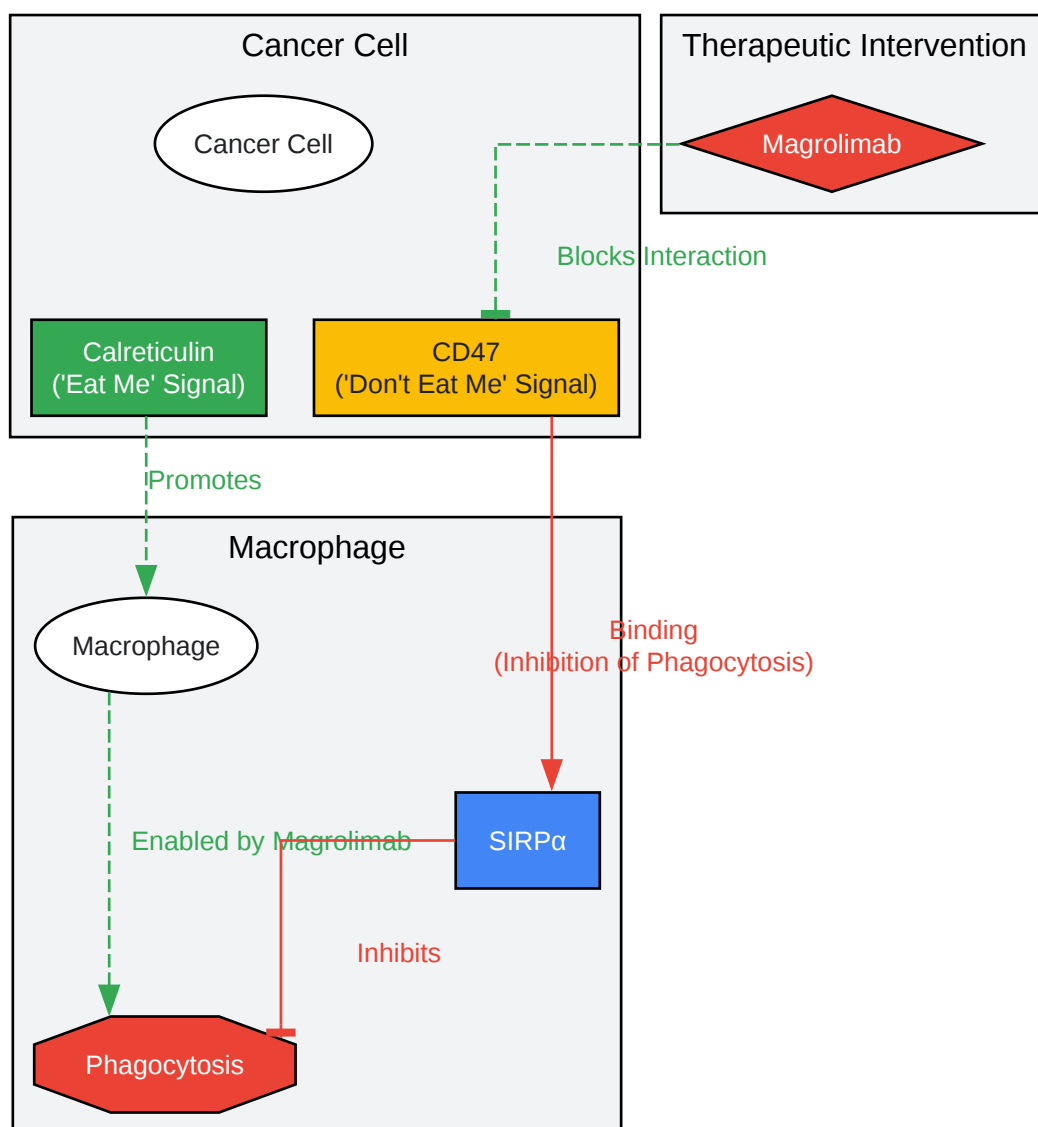 Cancer Cell
Therapeutic Intervention
Cancer Cell
Magrolimab
Blocks Interaction
Calreticulin
('Eat Me' Signal)
CD47
('Don't Eat Me' Signal)
Promotes
Macrophage
Macrophage
Binding
(Inhibition of Phagocytosis)
Enabled by Magrolimab
SIRPα
Inhibits
Phagocytosis